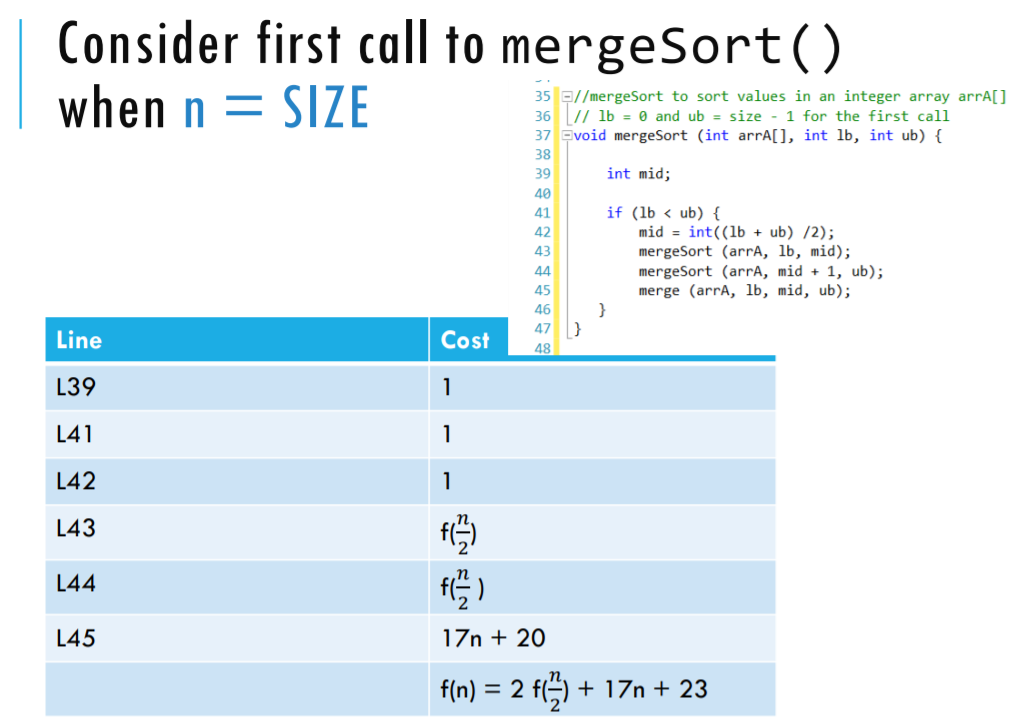 Consider first call to mergeSort()
when n = SIZE
35 //mergeSort to sort values in an integer array arrA[]
36 // lb = 0 and ub = size - 1 for the first call
37 void mergeSort (int arrA[], int lb, int ub) {
38
39 int mid;
40
41 if (lb < ub) {
42 mid = int((lb + ub) /2);
43 mergeSort (arrA, lb, mid);
44 mergeSort (arrA, mid + 1, ub);
45 merge (arrA, lb, mid, ub);
46 }
47 }
48
Line Cost
L39 1
L41 1
L42 1
L43 f(n/2)
L44 f(n/2 )
L45 17n + 20
f(n) = 2 f(n/2) + 17n + 23